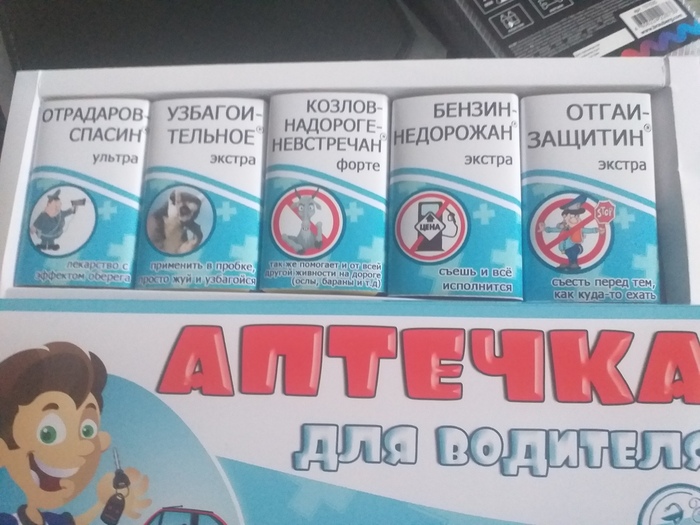 ОТРАДАРОВ-
СПАСИН®
ультра
лекарство с
эффектом оберега
УЗБАГОИ-
ТЕЛЬНОЕ®
экстра
применить в пробке,
просто жуй и узбагойся
КОЗЛОВ-
НАДОРОГЕ-
НЕВСТРЕЧАН®
форте
также помогает и от всей
другой живности на дороге
(ослы, бараны и т.д)
БЕНЗИН-
НЕДОРОЖАН®
экстра
ЦЕНА
съешь и всё
исполнится
ОТГАИ-
ЗАЩИТИН®
экстра
STOP
съесть перед тем,
как куда-то ехать
АПТЕЧКА
ДЛЯ ВОДИТЕЛЯ